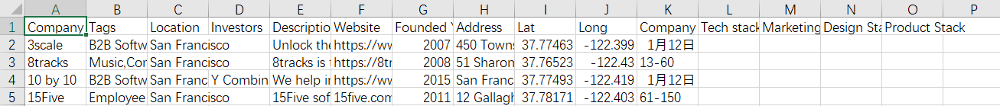 A B C D E F G H I J K L M N O P
1 Company Tags Location Investors Descriptio Website Founded Y Address Lat Long Company Tech stack Marketing Design Sta Product Stack
2 3scale B2B Softw San Francisco Unlock the https://ww 2007 450 Towns 37.77463 -122.399 1月12日
3 8tracks Music,Cor San Francisco 8tracks is https://8tr 2008 51 Sharon 37.76523 -122.43 13-60
4 10 by 10 B2B Softw San Franc Y Combin We help i https://ww 2015 San Franc 37.77493 -122.419 1月12日
5 15Five Employee San Francisco 15Five sof 15five.com 2011 12 Gallagh 37.78171 -122.403 61-150